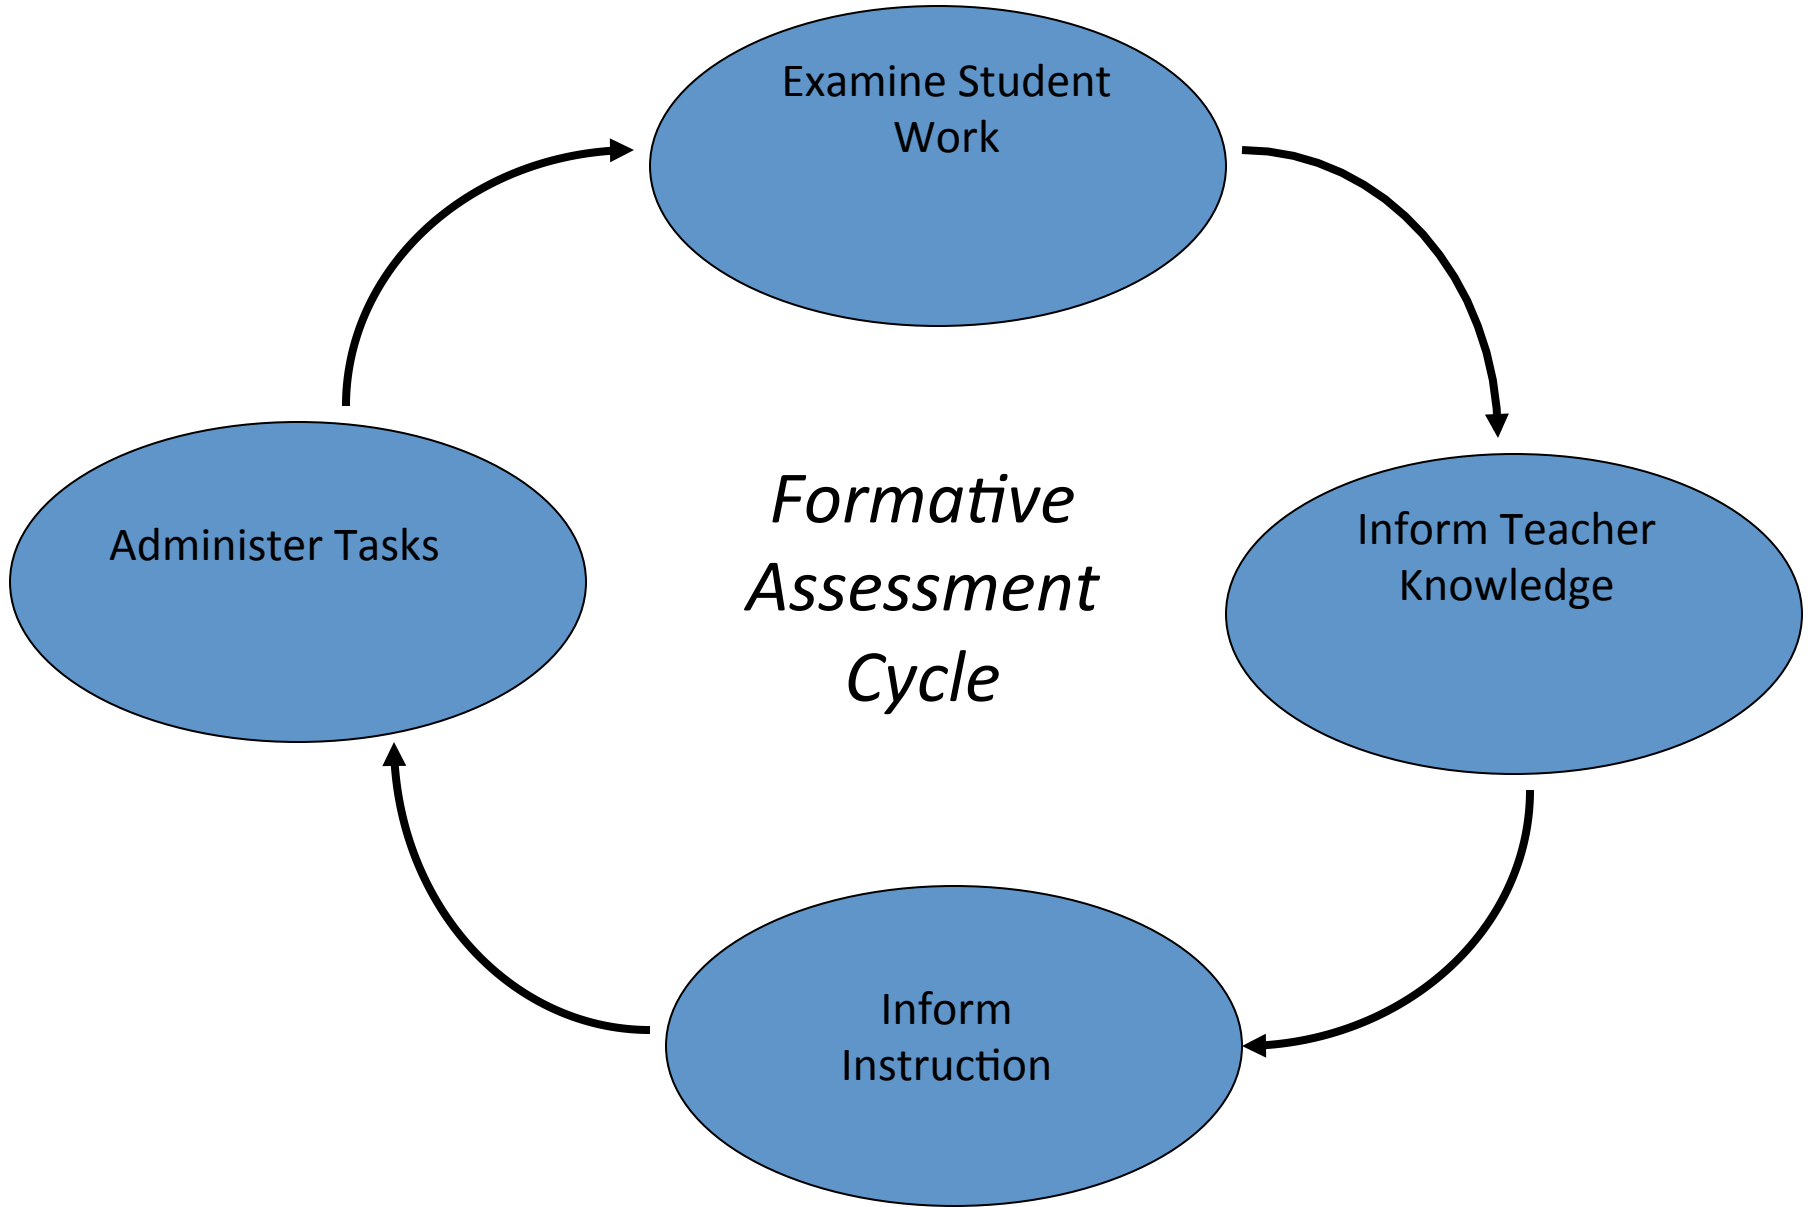 Examine Student
Work
Administer Tasks
Formative
Assessment
Cycle
Inform Teacher
Knowledge
Inform
Instruction